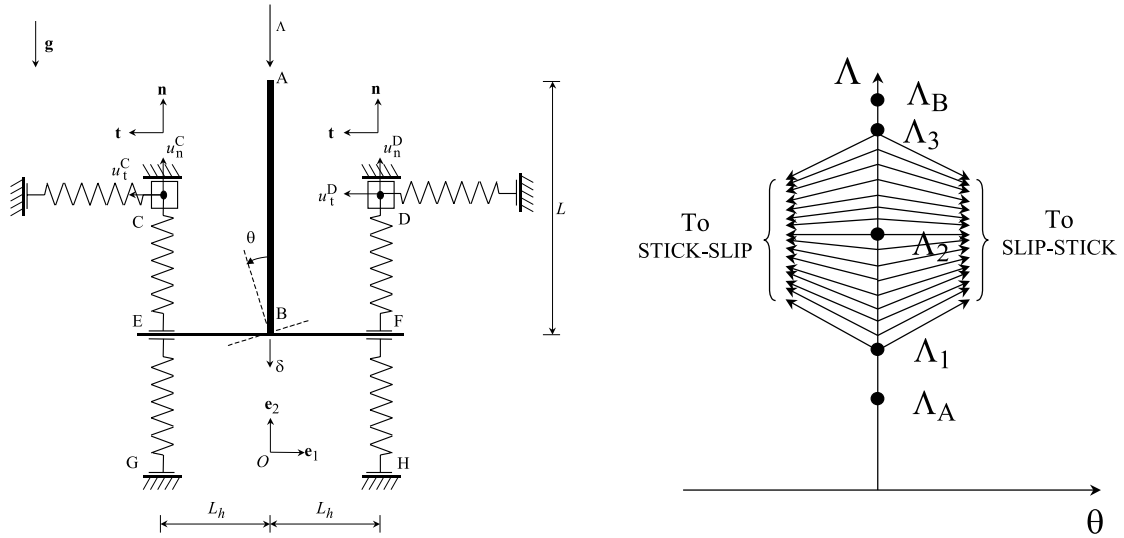 Λ
g
A
n
n
t
t
u_n^C
u_n^D
u_t^C
u_t^D
C
D
L
θ
E
B
F
δ
e_2
G
O
e_1
H
L_h
L_h
Λ
Λ_B
Λ_3
To
STICK-SLIP
Λ_2
To
SLIP-STICK
Λ_1
Λ_A
θ